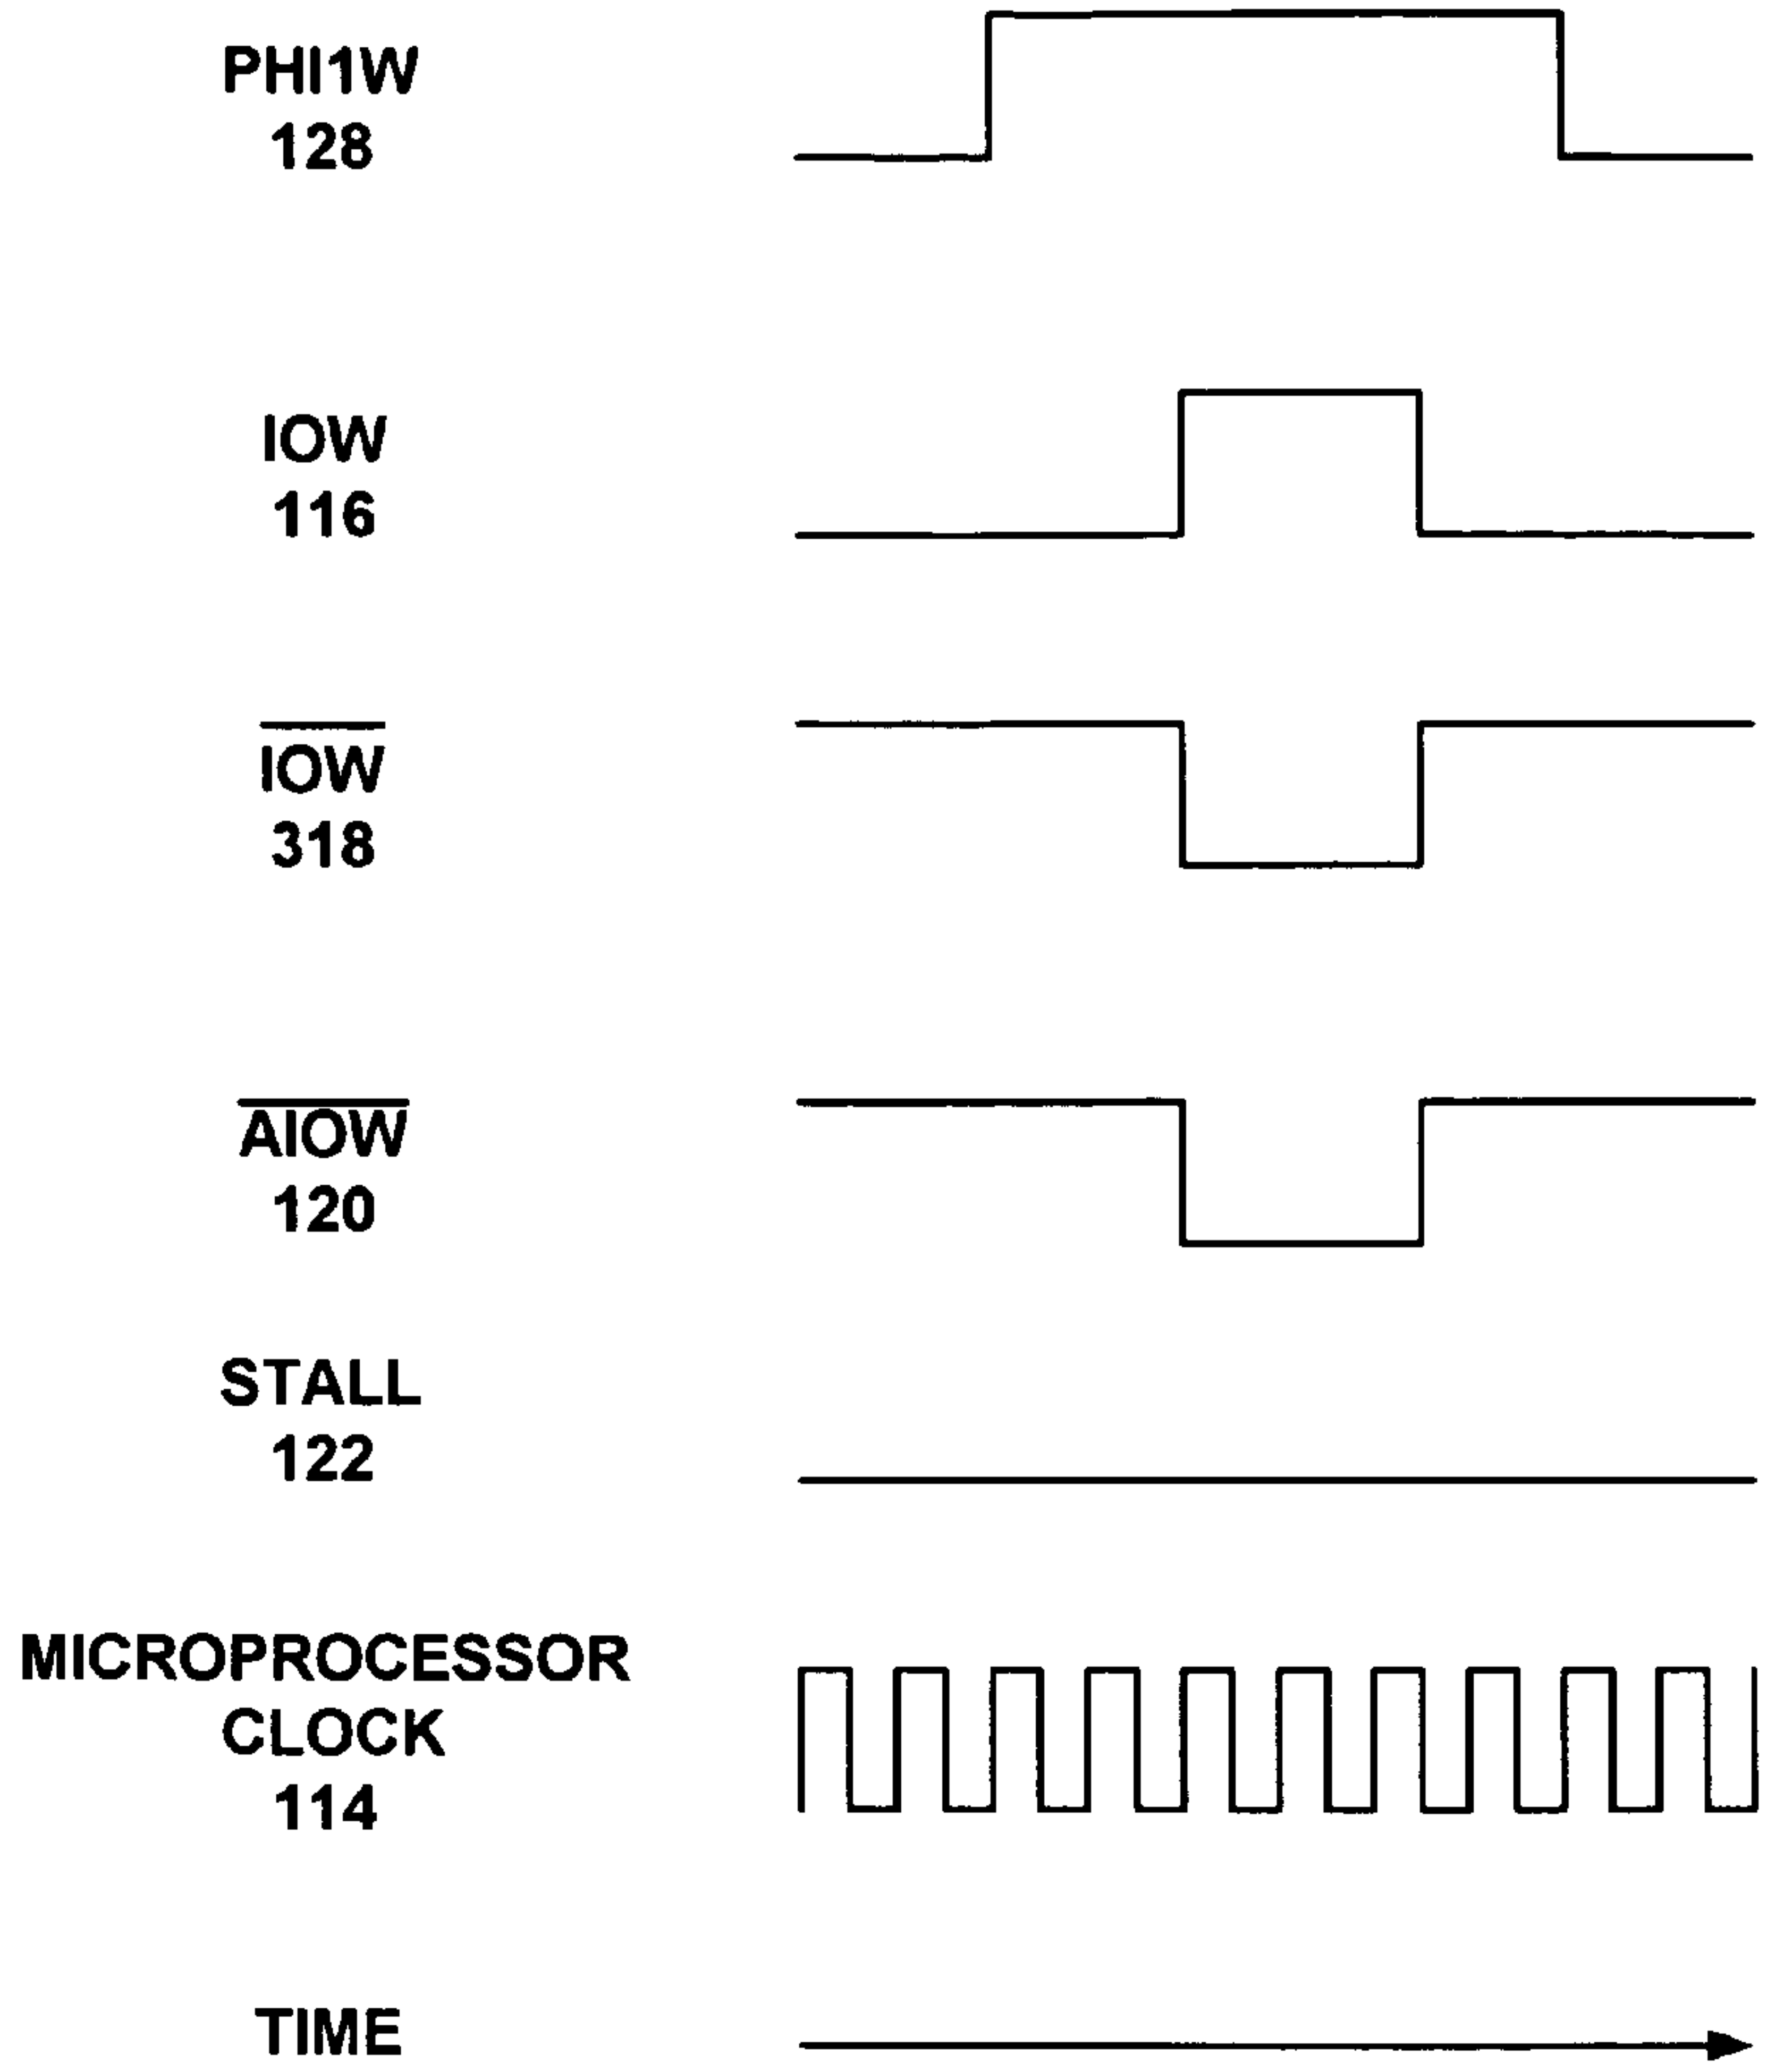 PHI1W
128
IOW
116
IOW
318
AIOW
120
STALL
122
MICROPROCESSOR
CLOCK
114
TIME